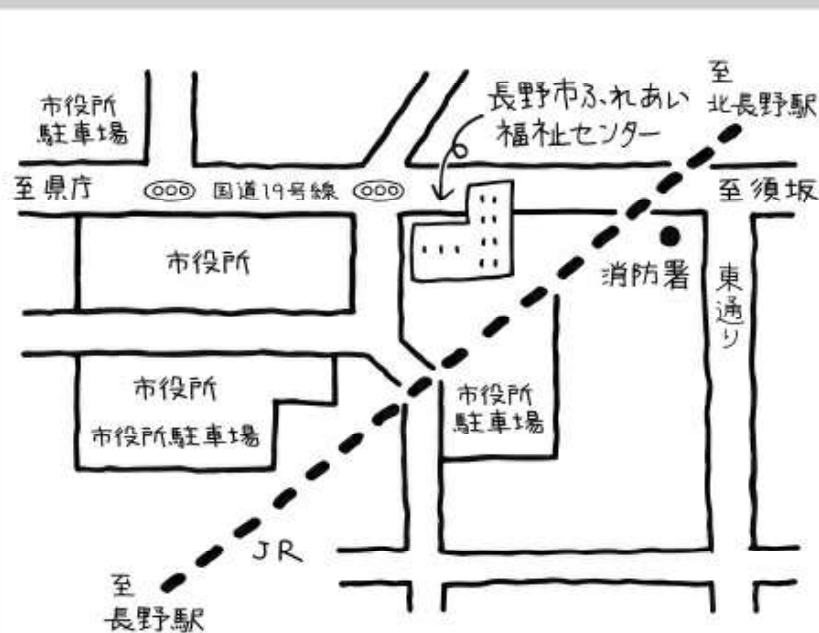 至
北長野駅
長野市ふれあい
福祉センター
市役所
駐車場
至県庁
国道19号線
至須坂
市役所
消防署
東通り
市役所
市役所駐車場
市役所
駐車場
JR
至
長野駅